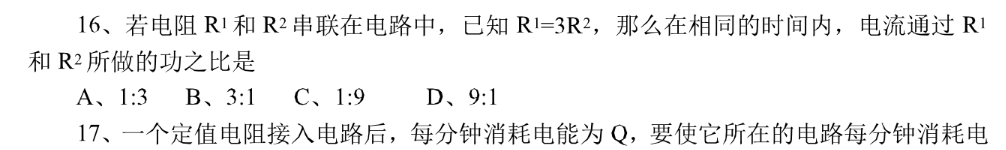 16、若电阻 R¹ 和 R² 串联在电路中，已知 R¹=3R²，那么在相同的时间内，电流通过 R¹
和 R² 所做的功之比是
A、1:3 B、3:1 C、1:9 D、9:1
17、一个定值电阻接入电路后，每分钟消耗电能为 Q，要使它所在的电路每分钟消耗电